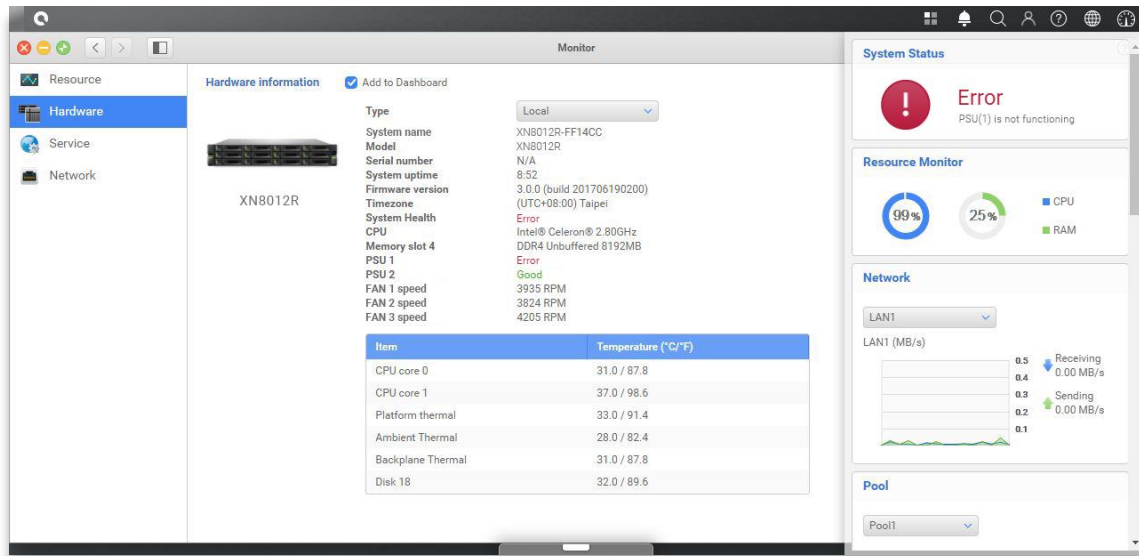 Monitor
Resource
Hardware
Service
Network
Hardware information
Add to Dashboard
XN8012R
Type Local
System name XN8012R-FF14CC
Model XN8012R
Serial number N/A
System uptime 8:52
Firmware version 3.0.0 (build 201706190200)
Timezone (UTC+08:00) Taipei
System Health Error
CPU Intel® Celeron® 2.80GHz
Memory slot 4 DDR4 Unbuffered 8192MB
PSU 1 Error
PSU 2 Good
FAN 1 speed 3935 RPM
FAN 2 speed 3824 RPM
FAN 3 speed 4205 RPM
Item Temperature (°C/°F)
CPU core 0 31.0 / 87.8
CPU core 1 37.0 / 98.6
Platform thermal 33.0 / 91.4
Ambient Thermal 28.0 / 82.4
Backplane Thermal 31.0 / 87.8
Disk 18 32.0 / 89.6
System Status
Error
PSU(1) is not functioning
Resource Monitor
99% 25%
CPU
RAM
Network
LAN1
LAN1 (MB/s)
0.5
0.4
0.3
0.2
0.1
Receiving
0.00 MB/s
Sending
0.00 MB/s
Pool
Pool1